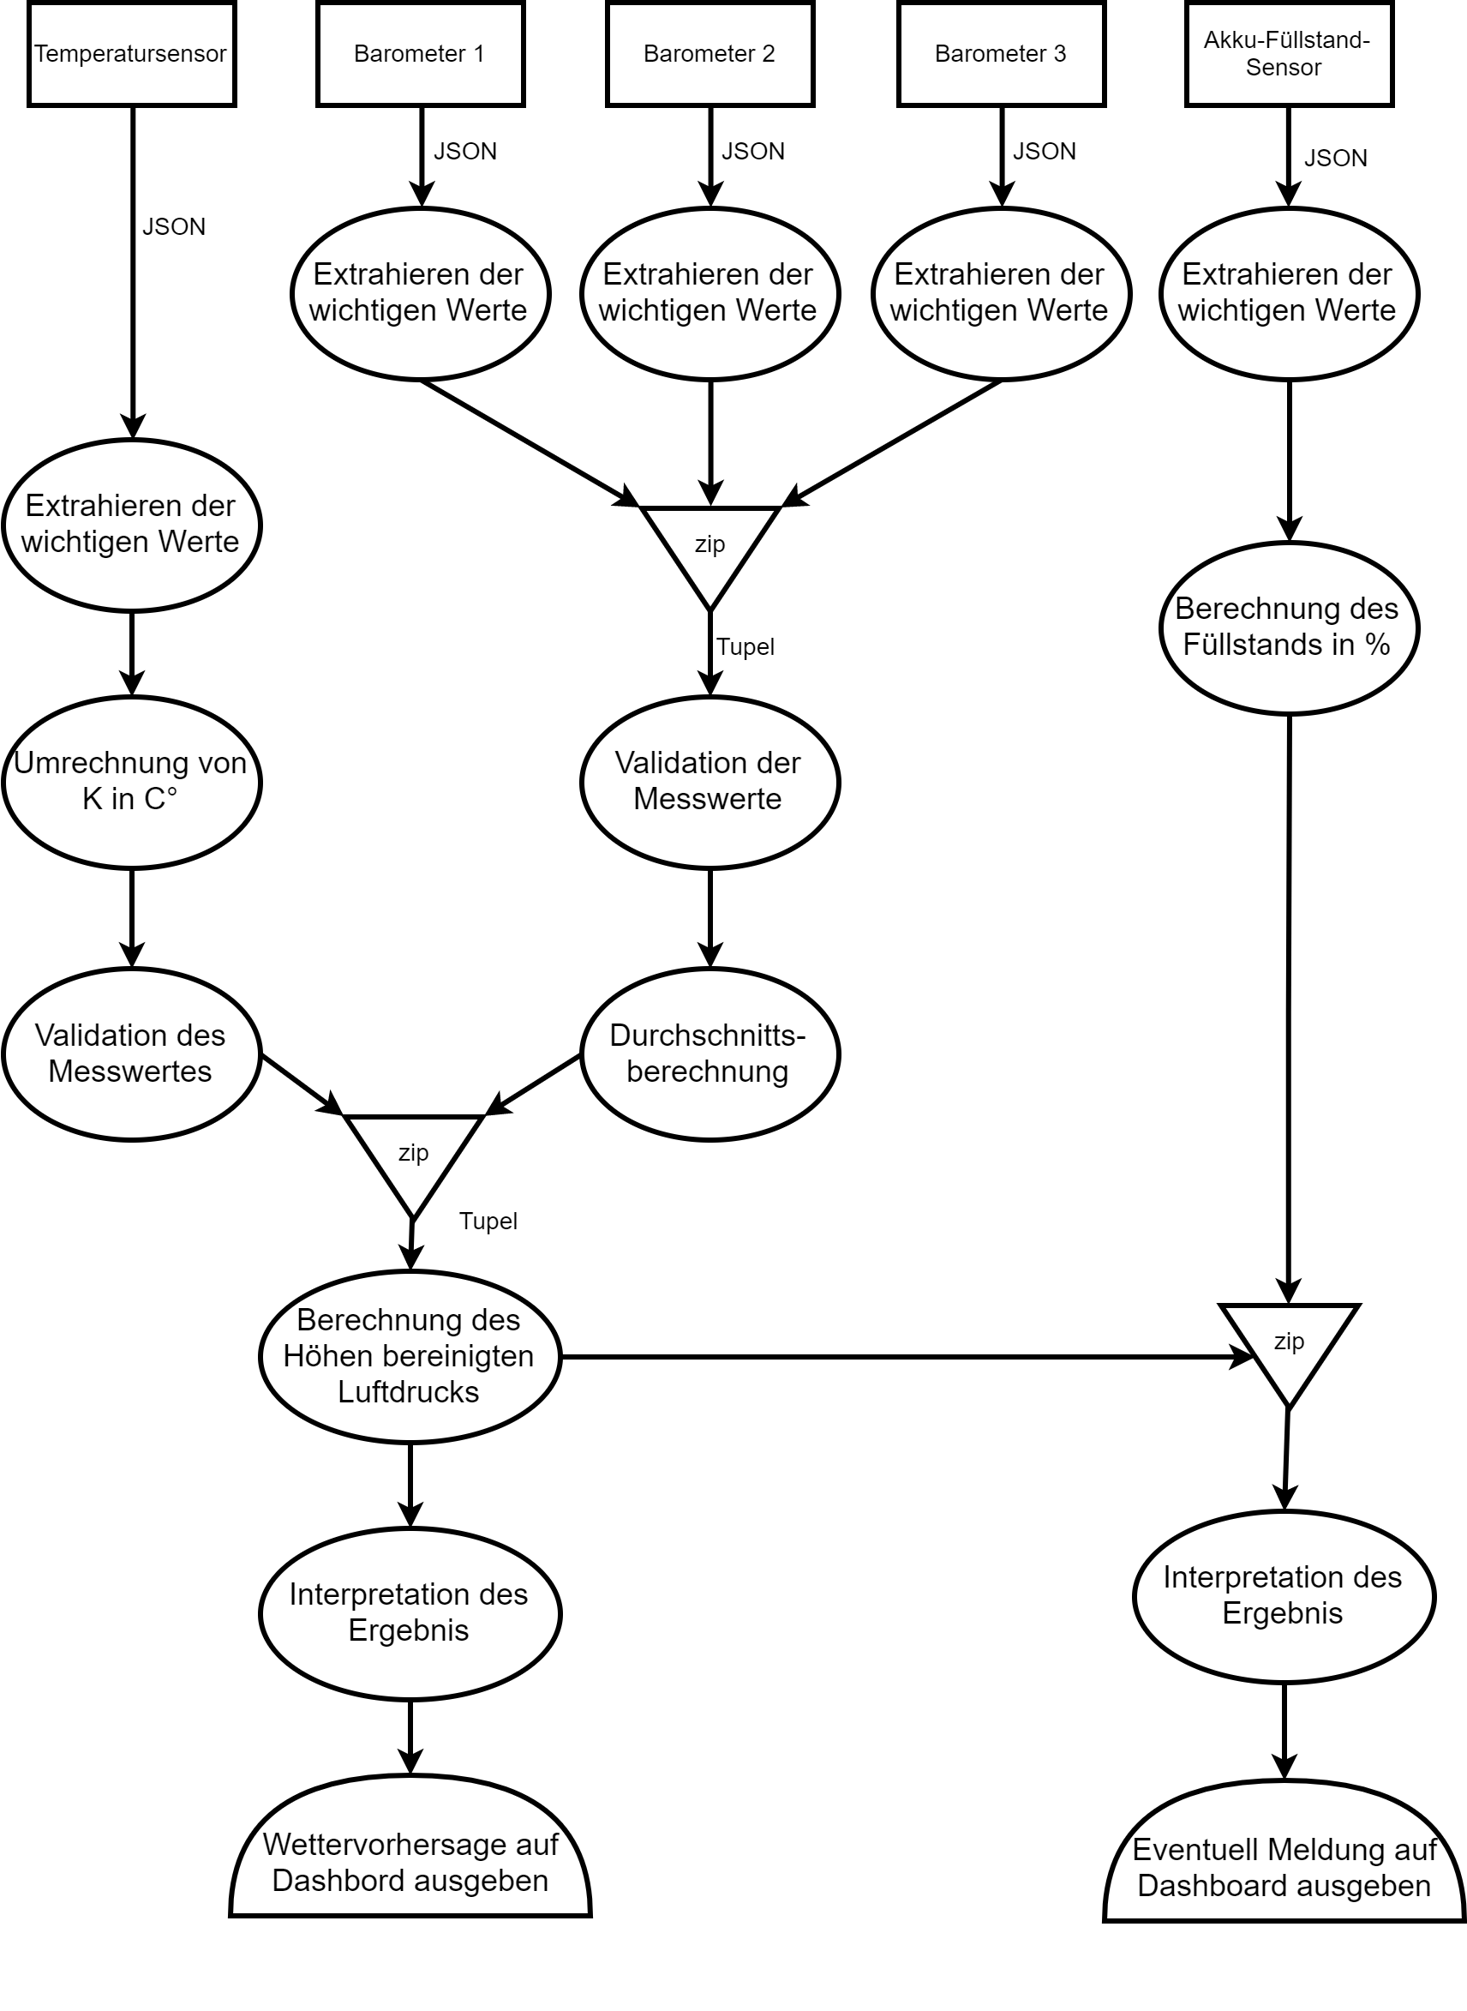 Temperatursensor
Barometer 1
Barometer 2
Barometer 3
Akku-Füllstand-
Sensor
JSON
JSON
JSON
JSON
JSON
Extrahieren der
wichtigen Werte
Extrahieren der
wichtigen Werte
Extrahieren der
wichtigen Werte
Extrahieren der
wichtigen Werte
Extrahieren der
wichtigen Werte
zip
Tupel
Berechnung des
Füllstands in %
Umrechnung von
K in C°
Validation der
Messwerte
Validation des
Messwertes
Durchschnitts-
berechnung
zip
Tupel
Berechnung des
Höhen bereinigten
Luftdrucks
zip
Interpretation des
Ergebnis
Interpretation des
Ergebnis
Wettervorhersage auf
Dashbord ausgeben
Eventuell Meldung auf
Dashboard ausgeben